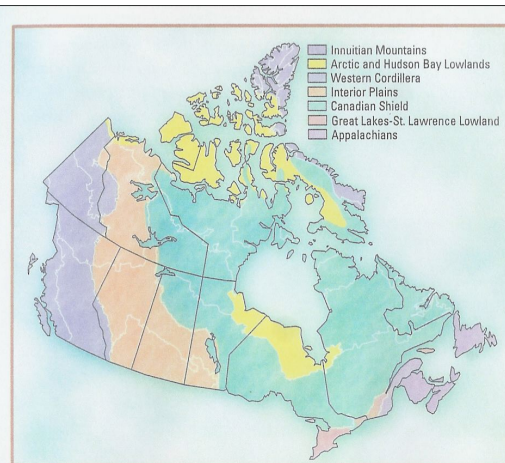 Innuitian Mountains
Arctic and Hudson Bay Lowlands
Western Cordillera
Interior Plains
Canadian Shield
Great Lakes-St. Lawrence Lowland
Appalachians